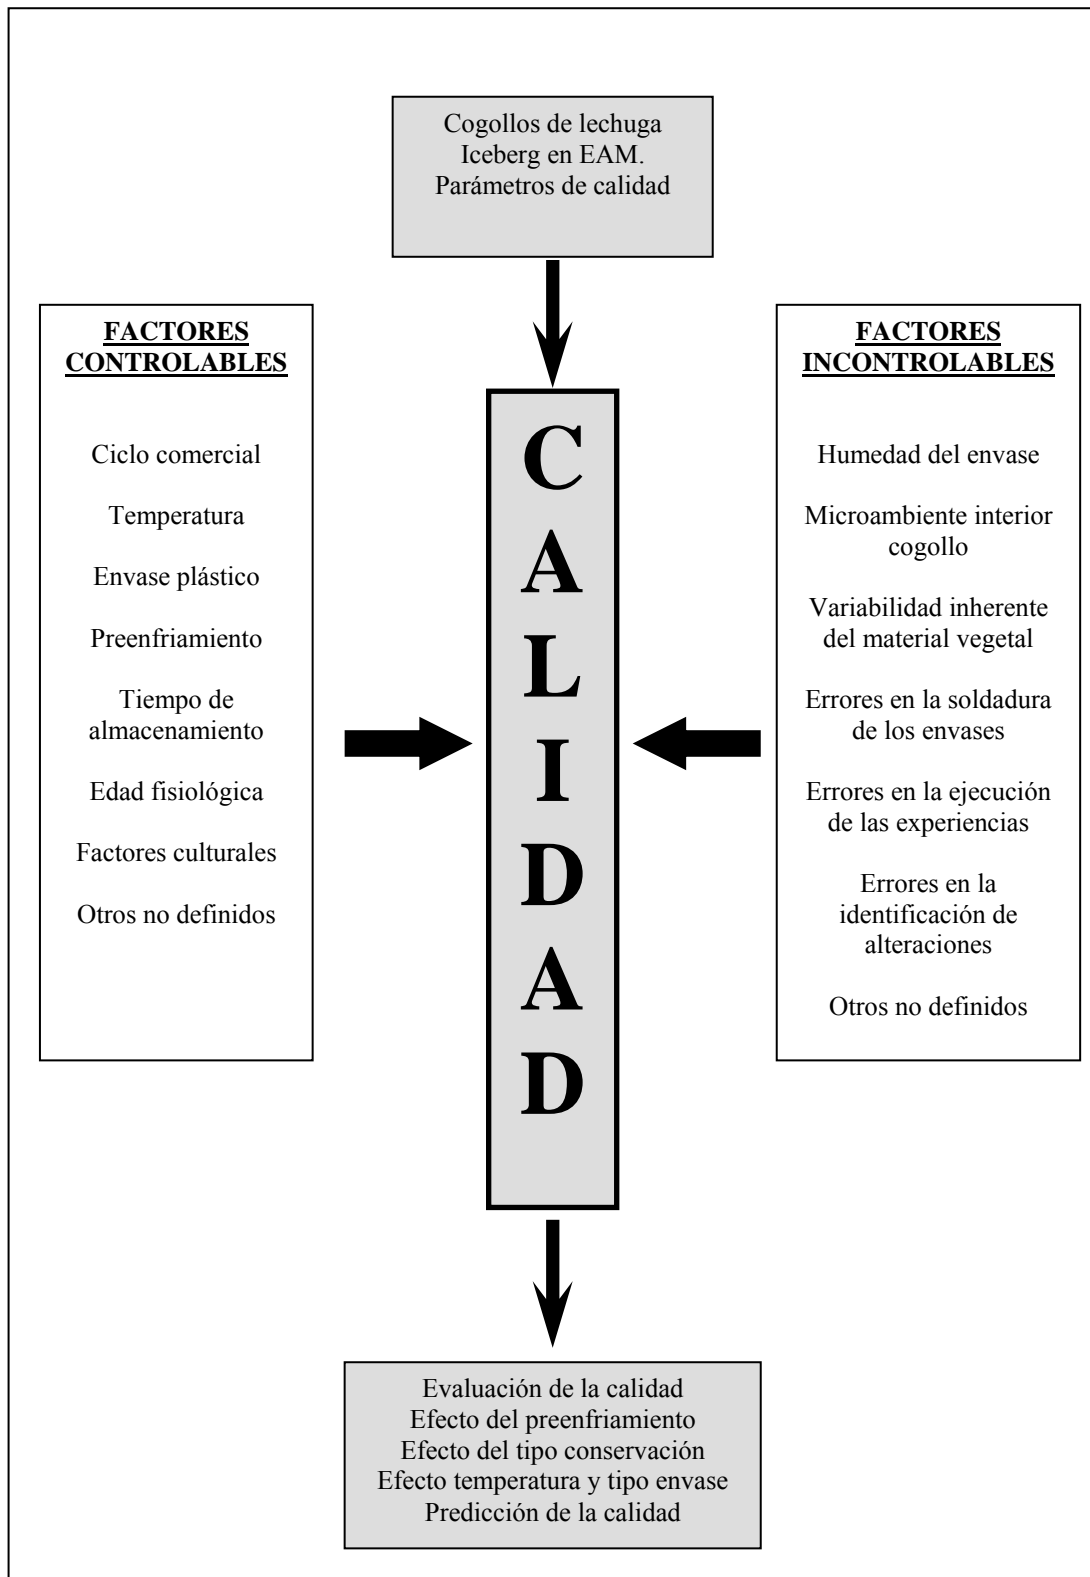 Cogollos de lechuga
Iceberg en EAM.
Parámetros de calidad
FACTORES
CONTROLABLES
Ciclo comercial
Temperatura
Envase plástico
Preenfriamiento
Tiempo de
almacenamiento
Edad fisiológica
Factores culturales
Otros no definidos
C
A
L
I
D
A
D
FACTORES
INCONTROLABLES
Humedad del envase
Microambiente interior
cogollo
Variabilidad inherente
del material vegetal
Errores en la soldadura
de los envases
Errores en la ejecución
de las experiencias
Errores en la
identificación de
alteraciones
Otros no definidos
Evaluación de la calidad
Efecto del preenfriamiento
Efecto del tipo conservación
Efecto temperatura y tipo envase
Predicción de la calidad